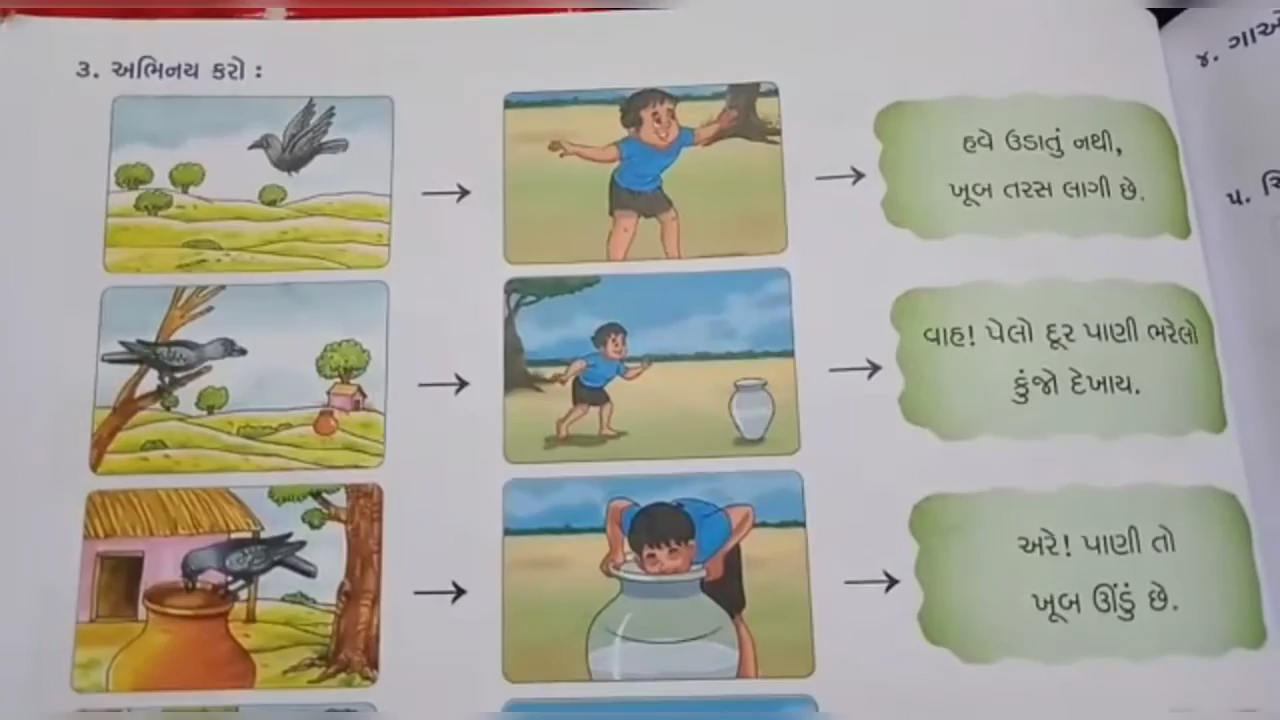 ૩. અભિનય કરો :
હવે ઉડાતું નથી,
ખૂબ તરસ લાગી છે.
વાહ! પેલો દૂર પાણી ભરેલો
કુંજો દેખાય.
અરે! પાણી તો
ખૂબ ઊંડું છે.
૪. ગાઓ
૫.